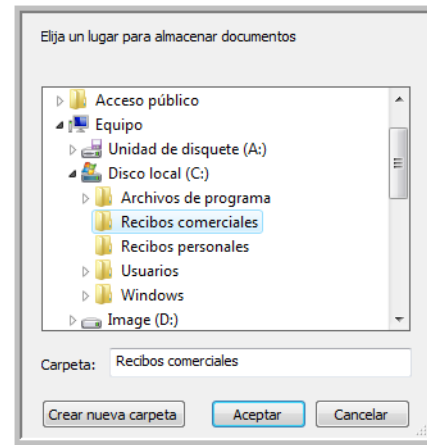 Elija un lugar para almacenar documentos
Acceso público
Equipo
Unidad de disquete (A:)
Disco local (C:)
Archivos de programa
Recibos comerciales
Recibos personales
Usuarios
Windows
Image (D:)
Carpeta: Recibos comerciales
Crear nueva carpeta Aceptar Cancelar